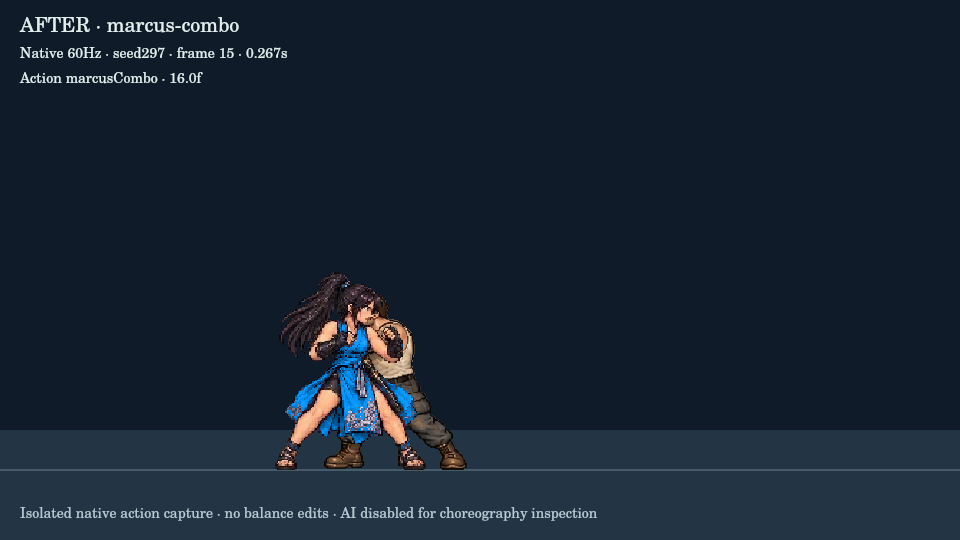 AFTER · marcus-combo
Native 60Hz · seed297 · frame 15 · 0.267s
Action marcusCombo · 16.0f
Isolated native action capture · no balance edits · AI disabled for choreography inspection